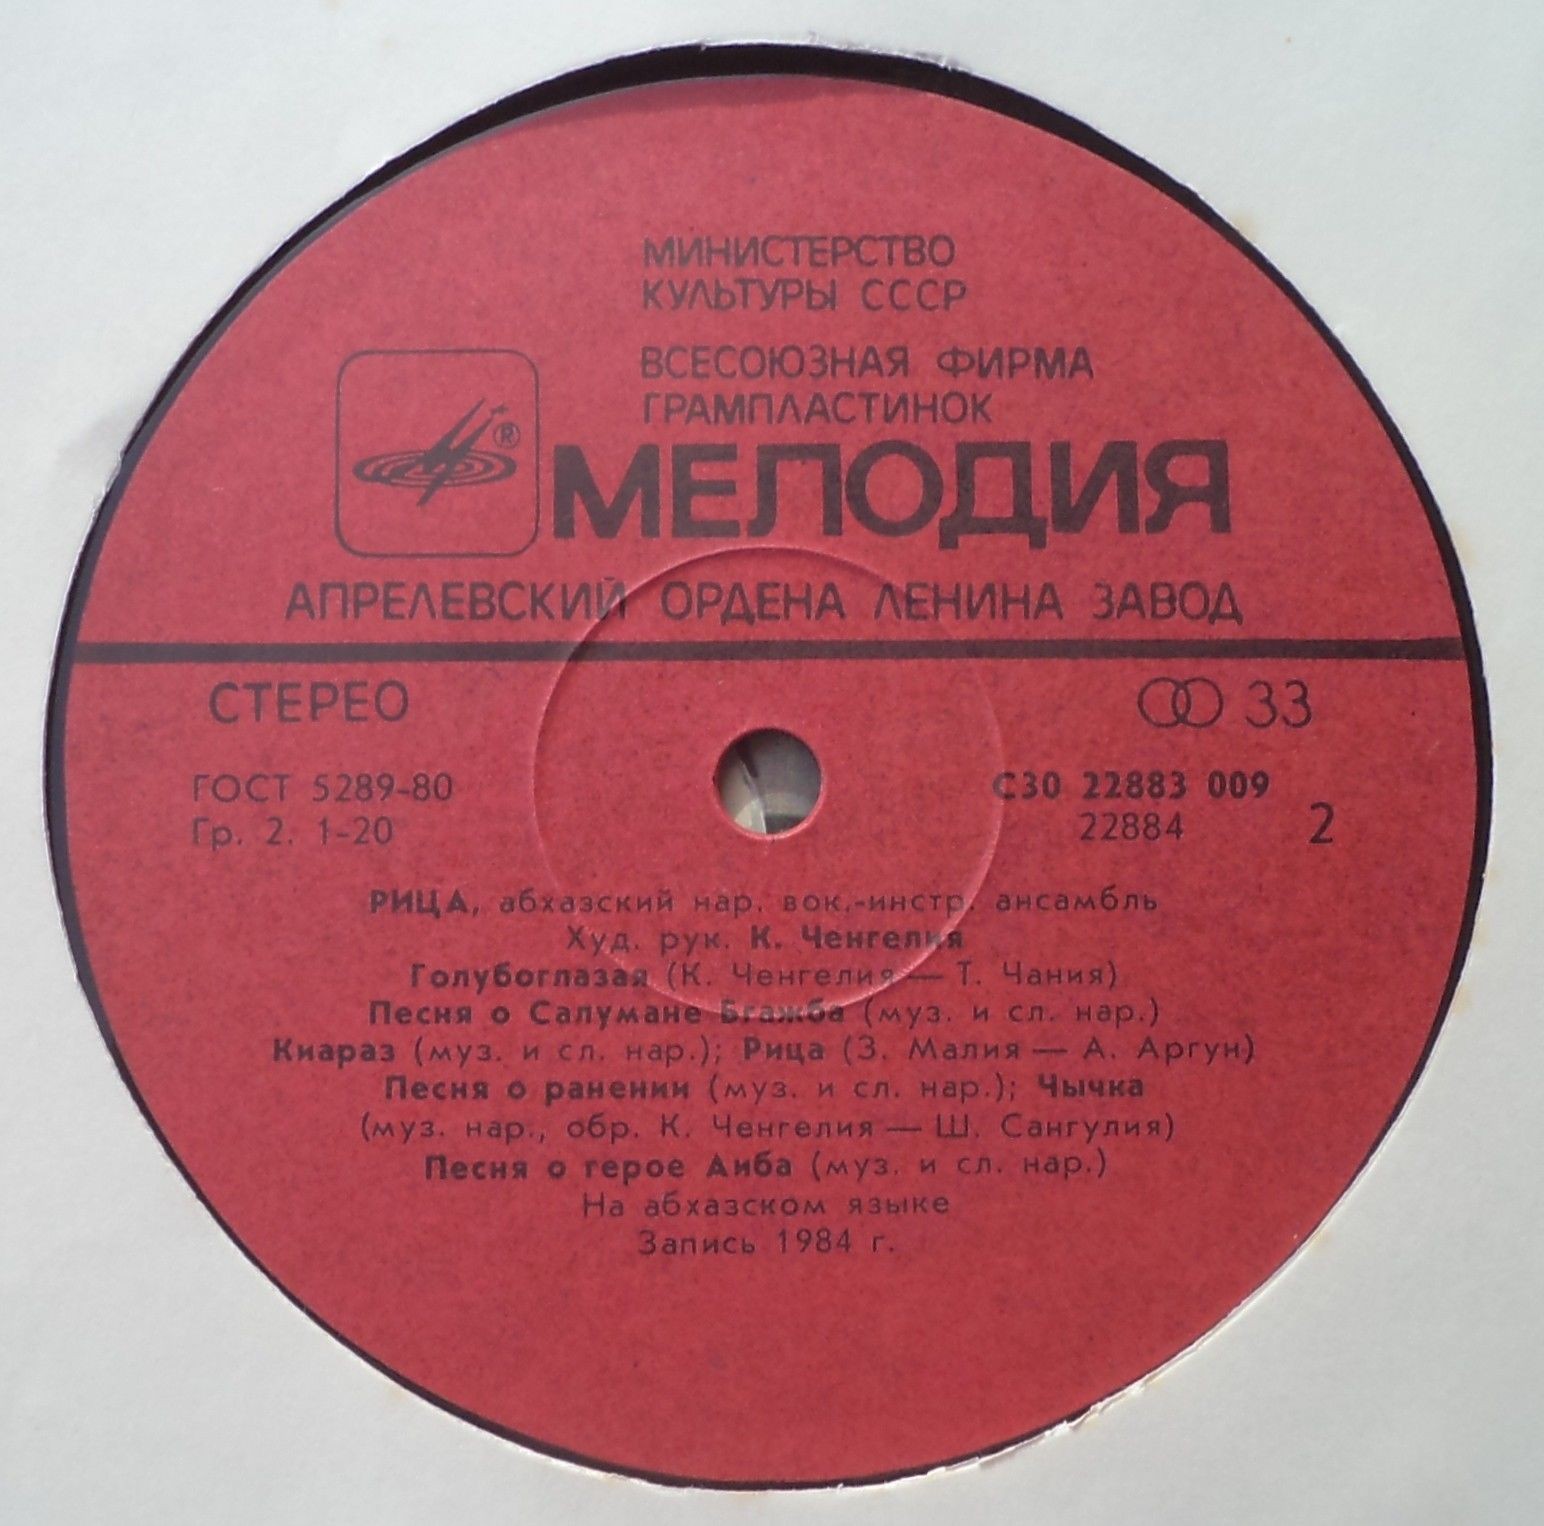 МИНИСТЕРСТВО
КУЛЬТУРЫ СССР
ВСЕСОЮЗНАЯ ФИРМА
ГРАМПЛАСТИНОК
®
МЕЛОДИЯ
АПРЕЛЕВСКИЙ ОРДЕНА ЛЕНИНА ЗАВОД
СТЕРЕО
33
ГОСТ 5289-80
Гр. 2. 1-20
С30 22883 009
22884
2
РИЦА, абхазский нар. вок.-инстр. ансамбль
Худ. рук. К. Ченгелия
Голубоглазая (К. Ченгелия — Т. Чания)
Песня о Салумане Бгажба (муз. и сл. нар.)
Киараз (муз. и сл. нар.); Рица (З. Малия — А. Аргун)
Песня о ранении (муз. и сл. нар.); Чычка
(муз. нар., обр. К. Ченгелия — Ш. Сангулия)
Песня о герое Аиба (муз. и сл. нар.)
На абхазском языке
Запись 1984 г.